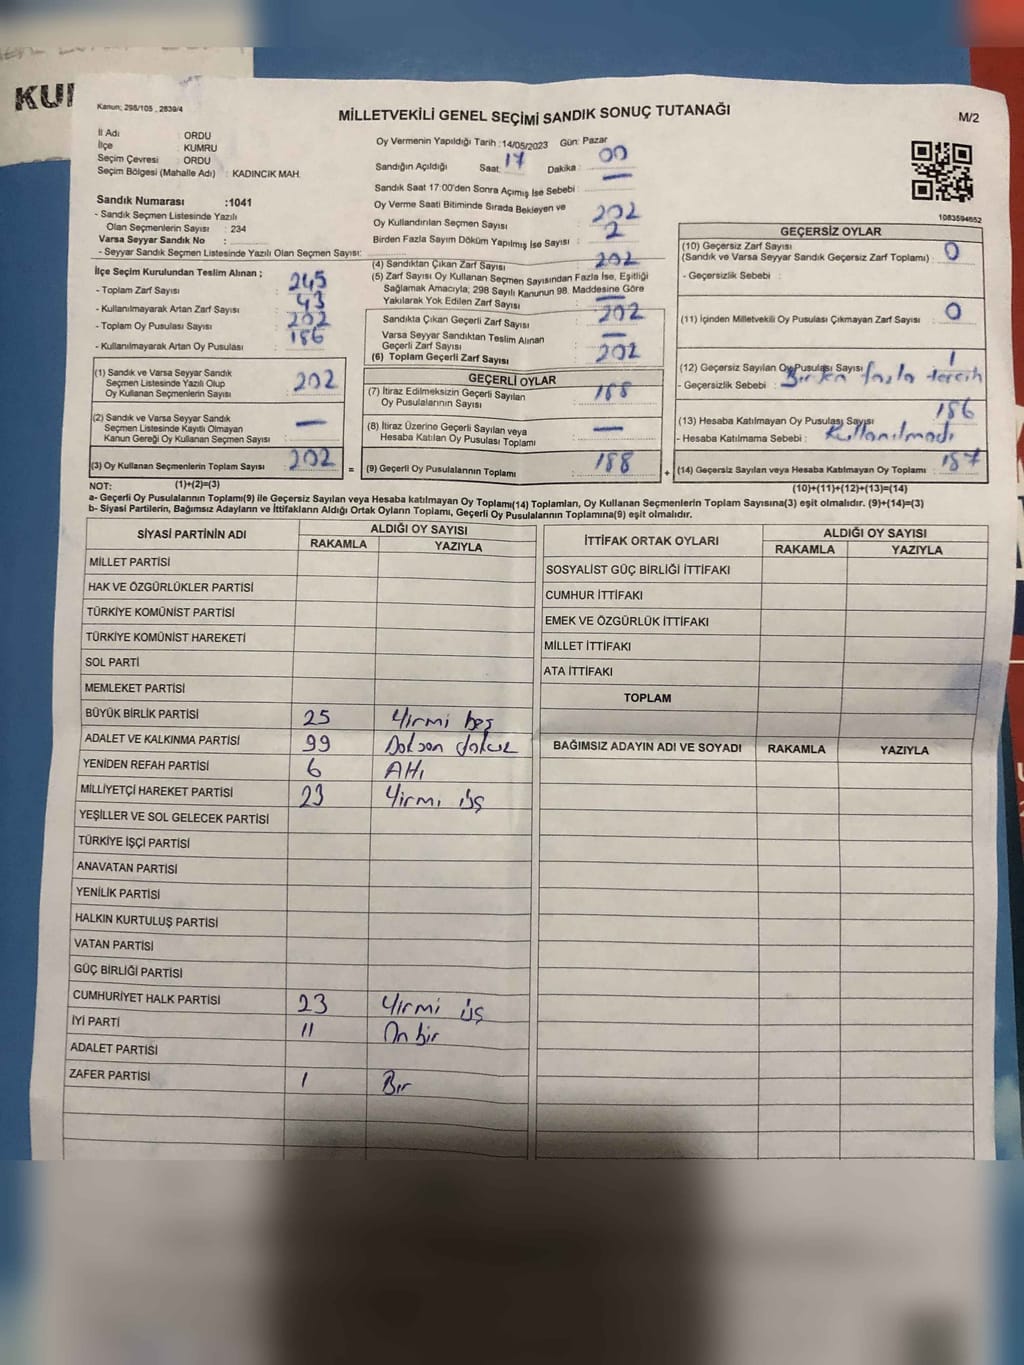 KU
Kanun; 298/105 , 2839/4
MİLLETVEKİLİ GENEL SEÇİMİ SANDIK SONUÇ TUTANAĞI
M/2
İl Adı : ORDU
İlçe : KUMRU
Seçim Çevresi : ORDU
Seçim Bölgesi (Mahalle Adı) : KADINCIK MAH.
Oy Vermenin Yapıldığı Tarih :14/05/2023 Gün: Pazar
Sandığın Açıldığı Saat: 17 Dakika : 00
Sandık Saat 17:00'den Sonra Açımış İse Sebebi : —
Sandık Numarası :1041
- Sandık Seçmen Listesinde Yazılı
Olan Seçmenlerin Sayısı : 234
Varsa Seyyar Sandık No :
- Seyyar Sandık Seçmen Listesinde Yazılı Olan Seçmen Sayısı:
Oy Verme Saati Bitiminde Sırada Bekleyen ve
Oy Kullandırılan Seçmen Sayısı : 202
Birden Fazla Sayım Döküm Yapılmış İse Sayısı : 2
1083594652
İlçe Seçim Kurulundan Teslim Alınan ;
- Toplam Zarf Sayısı : 245
- Kullanılmayarak Artan Zarf Sayısı : 43
- Toplam Oy Pusulası Sayısı : 202
- Kullanılmayarak Artan Oy Pusulası : 186
(1) Sandık ve Varsa Seyyar Sandık
Seçmen Listesinde Yazılı Olup
Oy Kullanan Seçmenlerin Sayısı : 202
(2) Sandık ve Varsa Seyyar Sandık
Seçmen Listesinde Kayıtlı Olmayan
Kanun Gereği Oy Kullanan Seçmen Sayısı : —
(3) Oy Kullanan Seçmenlerin Toplam Sayısı : 202
(1)+(2)=(3)
(4) Sandıktan Çıkan Zarf Sayısı : 202
(5) Zarf Sayısı Oy Kullanan Seçmen Sayısından Fazla İse, Eşitliği
Sağlamak Amacıyla; 298 Sayılı Kanunun 98. Maddesine Göre
Yakılarak Yok Edilen Zarf Sayısı : —
Sandıkta Çıkan Geçerli Zarf Sayısı : 202
Varsa Seyyar Sandıktan Teslim Alınan
Geçerli Zarf Sayısı : —
(6) Toplam Geçerli Zarf Sayısı : 202
GEÇERLİ OYLAR
(7) İtiraz Edilmeksizin Geçerli Sayılan
Oy Pusulalarının Sayısı : 188
(8) İtiraz Üzerine Geçerli Sayılan veya
Hesaba Katılan Oy Pusulası Toplamı : —
= (9) Geçerli Oy Pusulalarının Toplamı : 188
GEÇERSİZ OYLAR
(10) Geçersiz Zarf Sayısı
(Sandık ve Varsa Seyyar Sandık Geçersiz Zarf Toplamı) : 0
- Geçersizlik Sebebi :
(11) İçinden Milletvekili Oy Pusulası Çıkmayan Zarf Sayısı : 0
(12) Geçersiz Sayılan Oy Pusulası Sayısı : 1
- Geçersizlik Sebebi : Birden fazla tercih
(13) Hesaba Katılmayan Oy Pusulası Sayısı : 186
- Hesaba Katılmama Sebebi : Kullanılmadı
+ (14) Geçersiz Sayılan veya Hesaba Katılmayan Oy Toplamı : 187
(10)+(11)+(12)+(13)=(14)
NOT:
a- Geçerli Oy Pusulalarının Toplamı(9) ile Geçersiz Sayılan veya Hesaba katılmayan Oy Toplamı(14) Toplamları, Oy Kullanan Seçmenlerin Toplam Sayısına(3) eşit olmalıdır. (9)+(14)=(3)
b- Siyasi Partilerin, Bağımsız Adayların ve İttifakların Aldığı Ortak Oyların Toplamı, Geçerli Oy Pusulalarının Toplamına(9) eşit olmalıdır.
SİYASİ PARTİNİN ADI ALDIĞI OY SAYISI
RAKAMLA YAZIYLA
MİLLET PARTİSİ
HAK VE ÖZGÜRLÜKLER PARTİSİ
TÜRKİYE KOMÜNİST PARTİSİ
TÜRKİYE KOMÜNİST HAREKETİ
SOL PARTİ
MEMLEKET PARTİSİ
BÜYÜK BİRLİK PARTİSİ 25 Yirmi beş
ADALET VE KALKINMA PARTİSİ 99 Doksan dokuz
YENİDEN REFAH PARTİSİ 6 Altı
MİLLİYETÇİ HAREKET PARTİSİ 23 Yirmi üş
YEŞİLLER VE SOL GELECEK PARTİSİ
TÜRKİYE İŞÇİ PARTİSİ
ANAVATAN PARTİSİ
YENİLİK PARTİSİ
HALKIN KURTULUŞ PARTİSİ
VATAN PARTİSİ
GÜÇ BİRLİĞİ PARTİSİ
CUMHURİYET HALK PARTİSİ 23 Yirmi üş
İYİ PARTİ 11 On bir
ADALET PARTİSİ
ZAFER PARTİSİ 1 Bir
İTTİFAK ORTAK OYLARI ALDIĞI OY SAYISI
RAKAMLA YAZIYLA
SOSYALİST GÜÇ BİRLİĞİ İTTİFAKI
CUMHUR İTTİFAKI
EMEK VE ÖZGÜRLÜK İTTİFAKI
MİLLET İTTİFAKI
ATA İTTİFAKI
TOPLAM
BAĞIMSIZ ADAYIN ADI VE SOYADI RAKAMLA YAZIYLA